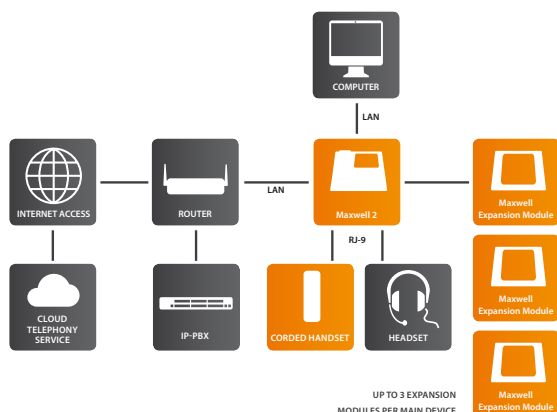 COMPUTER
LAN
INTERNET ACCESS
ROUTER
LAN
Maxwell 2
Maxwell
Expansion Module
RJ-9
CLOUD
TELEPHONY
SERVICE
IP-PBX
CORDED HANDSET
HEADSET
Maxwell
Expansion Module
UP TO 3 EXPANSION
MODULES PER MAIN DEVICE
Maxwell
Expansion Module